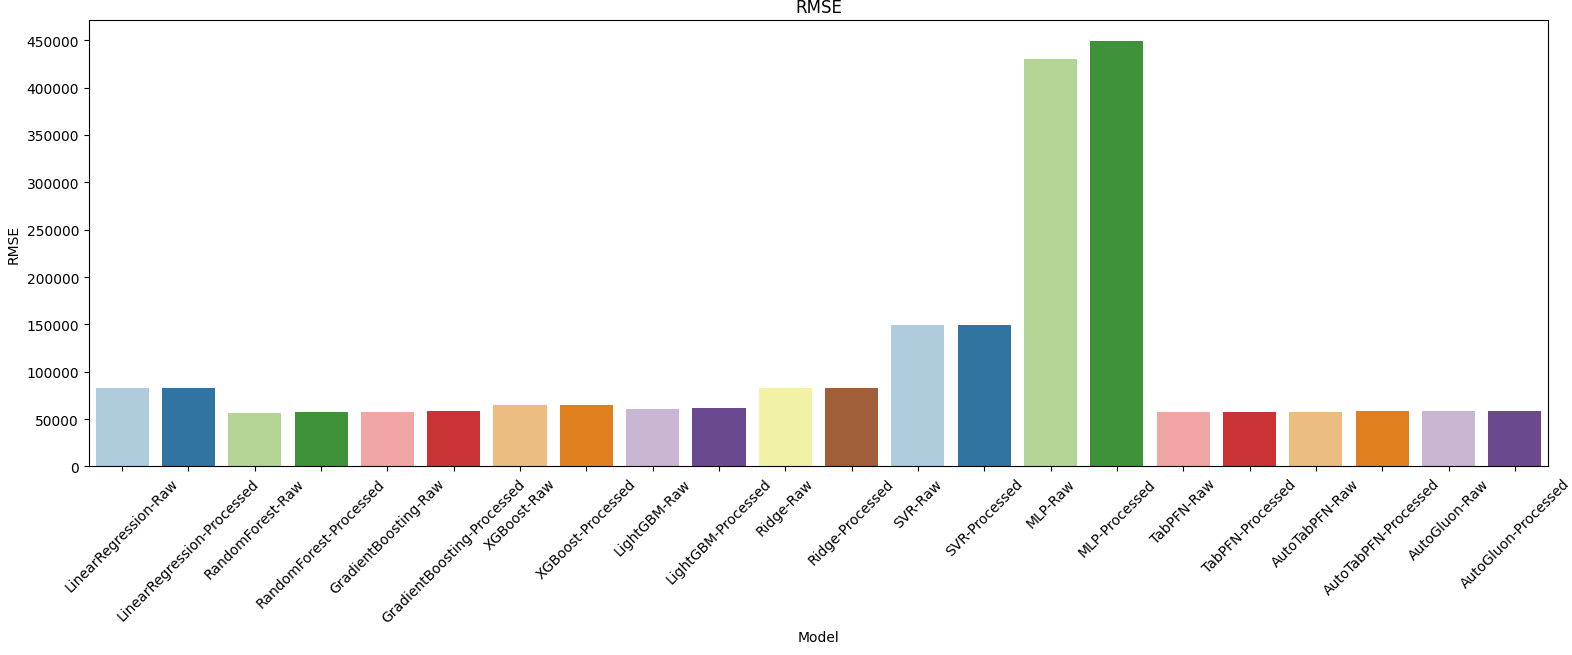 RMSE
450000
400000
350000
300000
250000
200000
150000
100000
50000
0
RMSE
LinearRegression-Raw
LinearRegression-Processed
RandomForest-Raw
RandomForest-Processed
GradientBoosting-Raw
GradientBoosting-Processed
XGBoost-Raw
XGBoost-Processed
LightGBM-Raw
LightGBM-Processed
Ridge-Raw
Ridge-Processed
SVR-Raw
SVR-Processed
MLP-Raw
MLP-Processed
TabPFN-Raw
TabPFN-Processed
AutoTabPFN-Raw
AutoTabPFN-Processed
AutoGluon-Raw
AutoGluon-Processed
Model